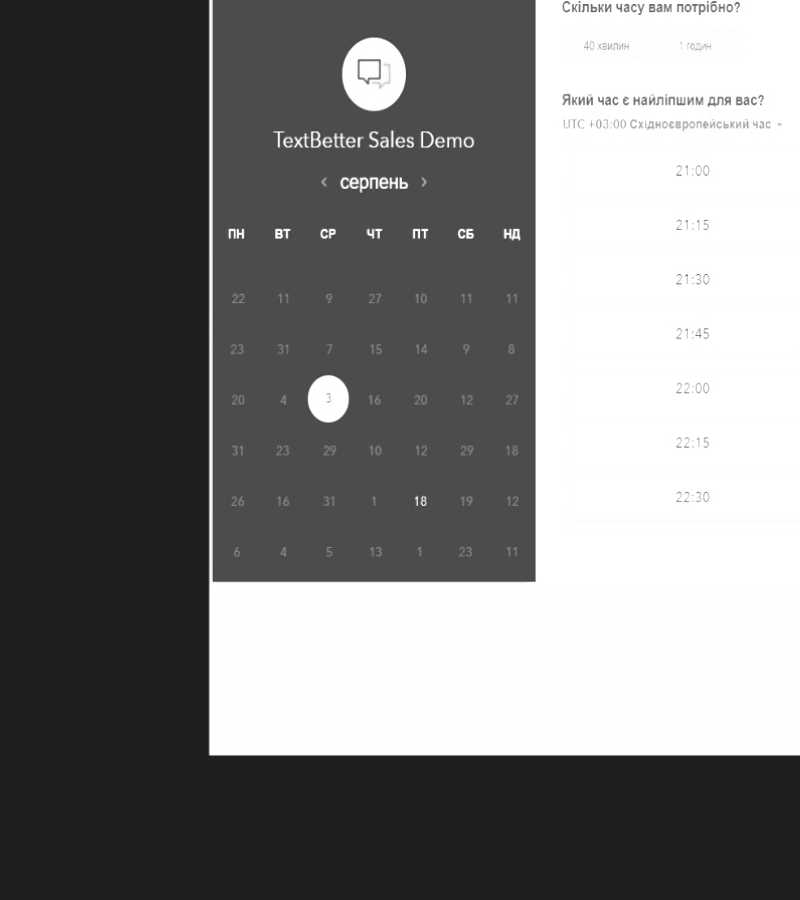 TextBetter Sales Demo
‹ серпень ›
ПН ВТ СР ЧТ ПТ СБ НД
22 11 9 27 10 11 11
23 31 7 15 14 9 8
20 4 3 16 20 12 27
31 23 29 10 12 29 18
26 16 31 1 18 19 12
6 4 5 13 1 23 11
Скільки часу вам потрібно?
40 хвилин 1 годин
Який час є найліпшим для вас?
UTC +03:00 Східноєвропейський час
21:00
21:15
21:30
21:45
22:00
22:15
22:30